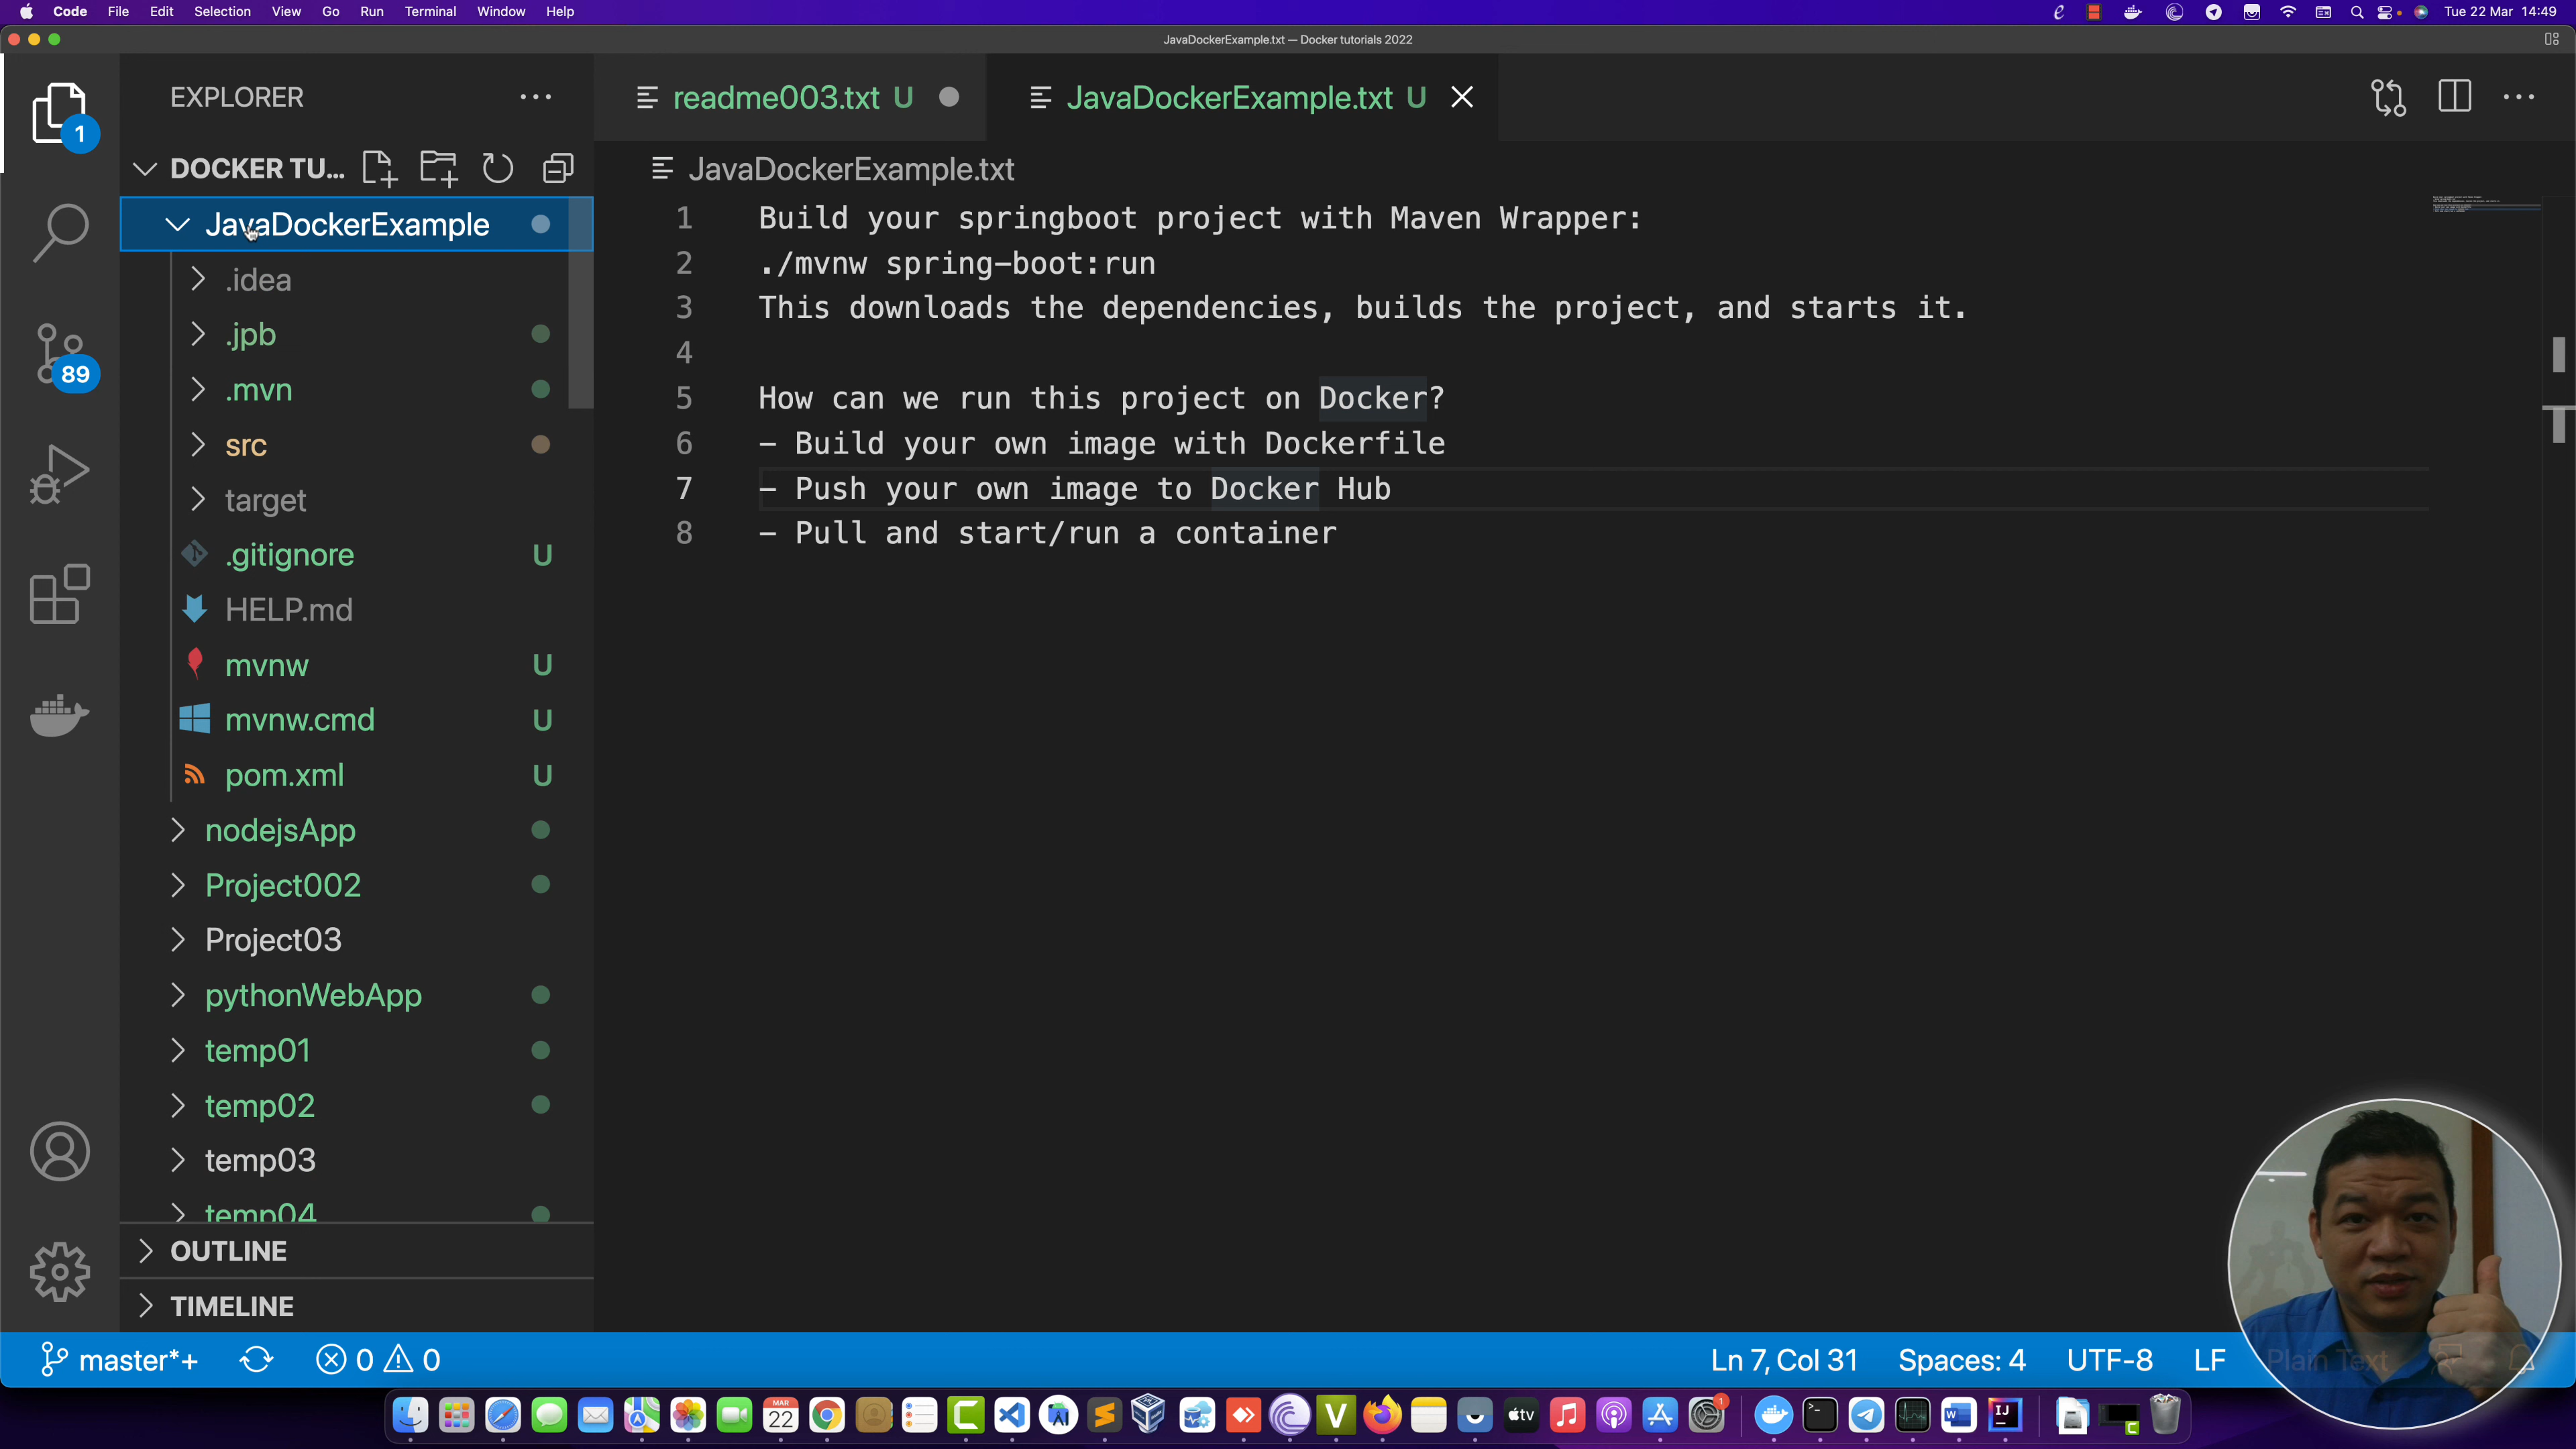 Code File Edit Selection View Go Run Terminal Window Help
Tue 22 Mar 14:49
JavaDockerExample.txt — Docker tutorials 2022
EXPLORER
readme003.txt U
JavaDockerExample.txt U
1
DOCKER TU...
JavaDockerExample.txt
JavaDockerExample
.idea
.jpb
.mvn
89
src
target
.gitignore U
HELP.md
mvnw U
mvnw.cmd U
pom.xml U
nodejsApp
Project002
Project03
pythonWebApp
temp01
temp02
temp03
temp04
OUTLINE
TIMELINE
1 Build your springboot project with Maven Wrapper:
2 ./mvnw spring-boot:run
3 This downloads the dependencies, builds the project, and starts it.
4
5 How can we run this project on Docker?
6 - Build your own image with Dockerfile
7 - Push your own image to Docker Hub
8 - Pull and start/run a container
master*+ 0 0 Ln 7, Col 31 Spaces: 4 UTF-8 LF Plain Text
MAR
22
tv
1